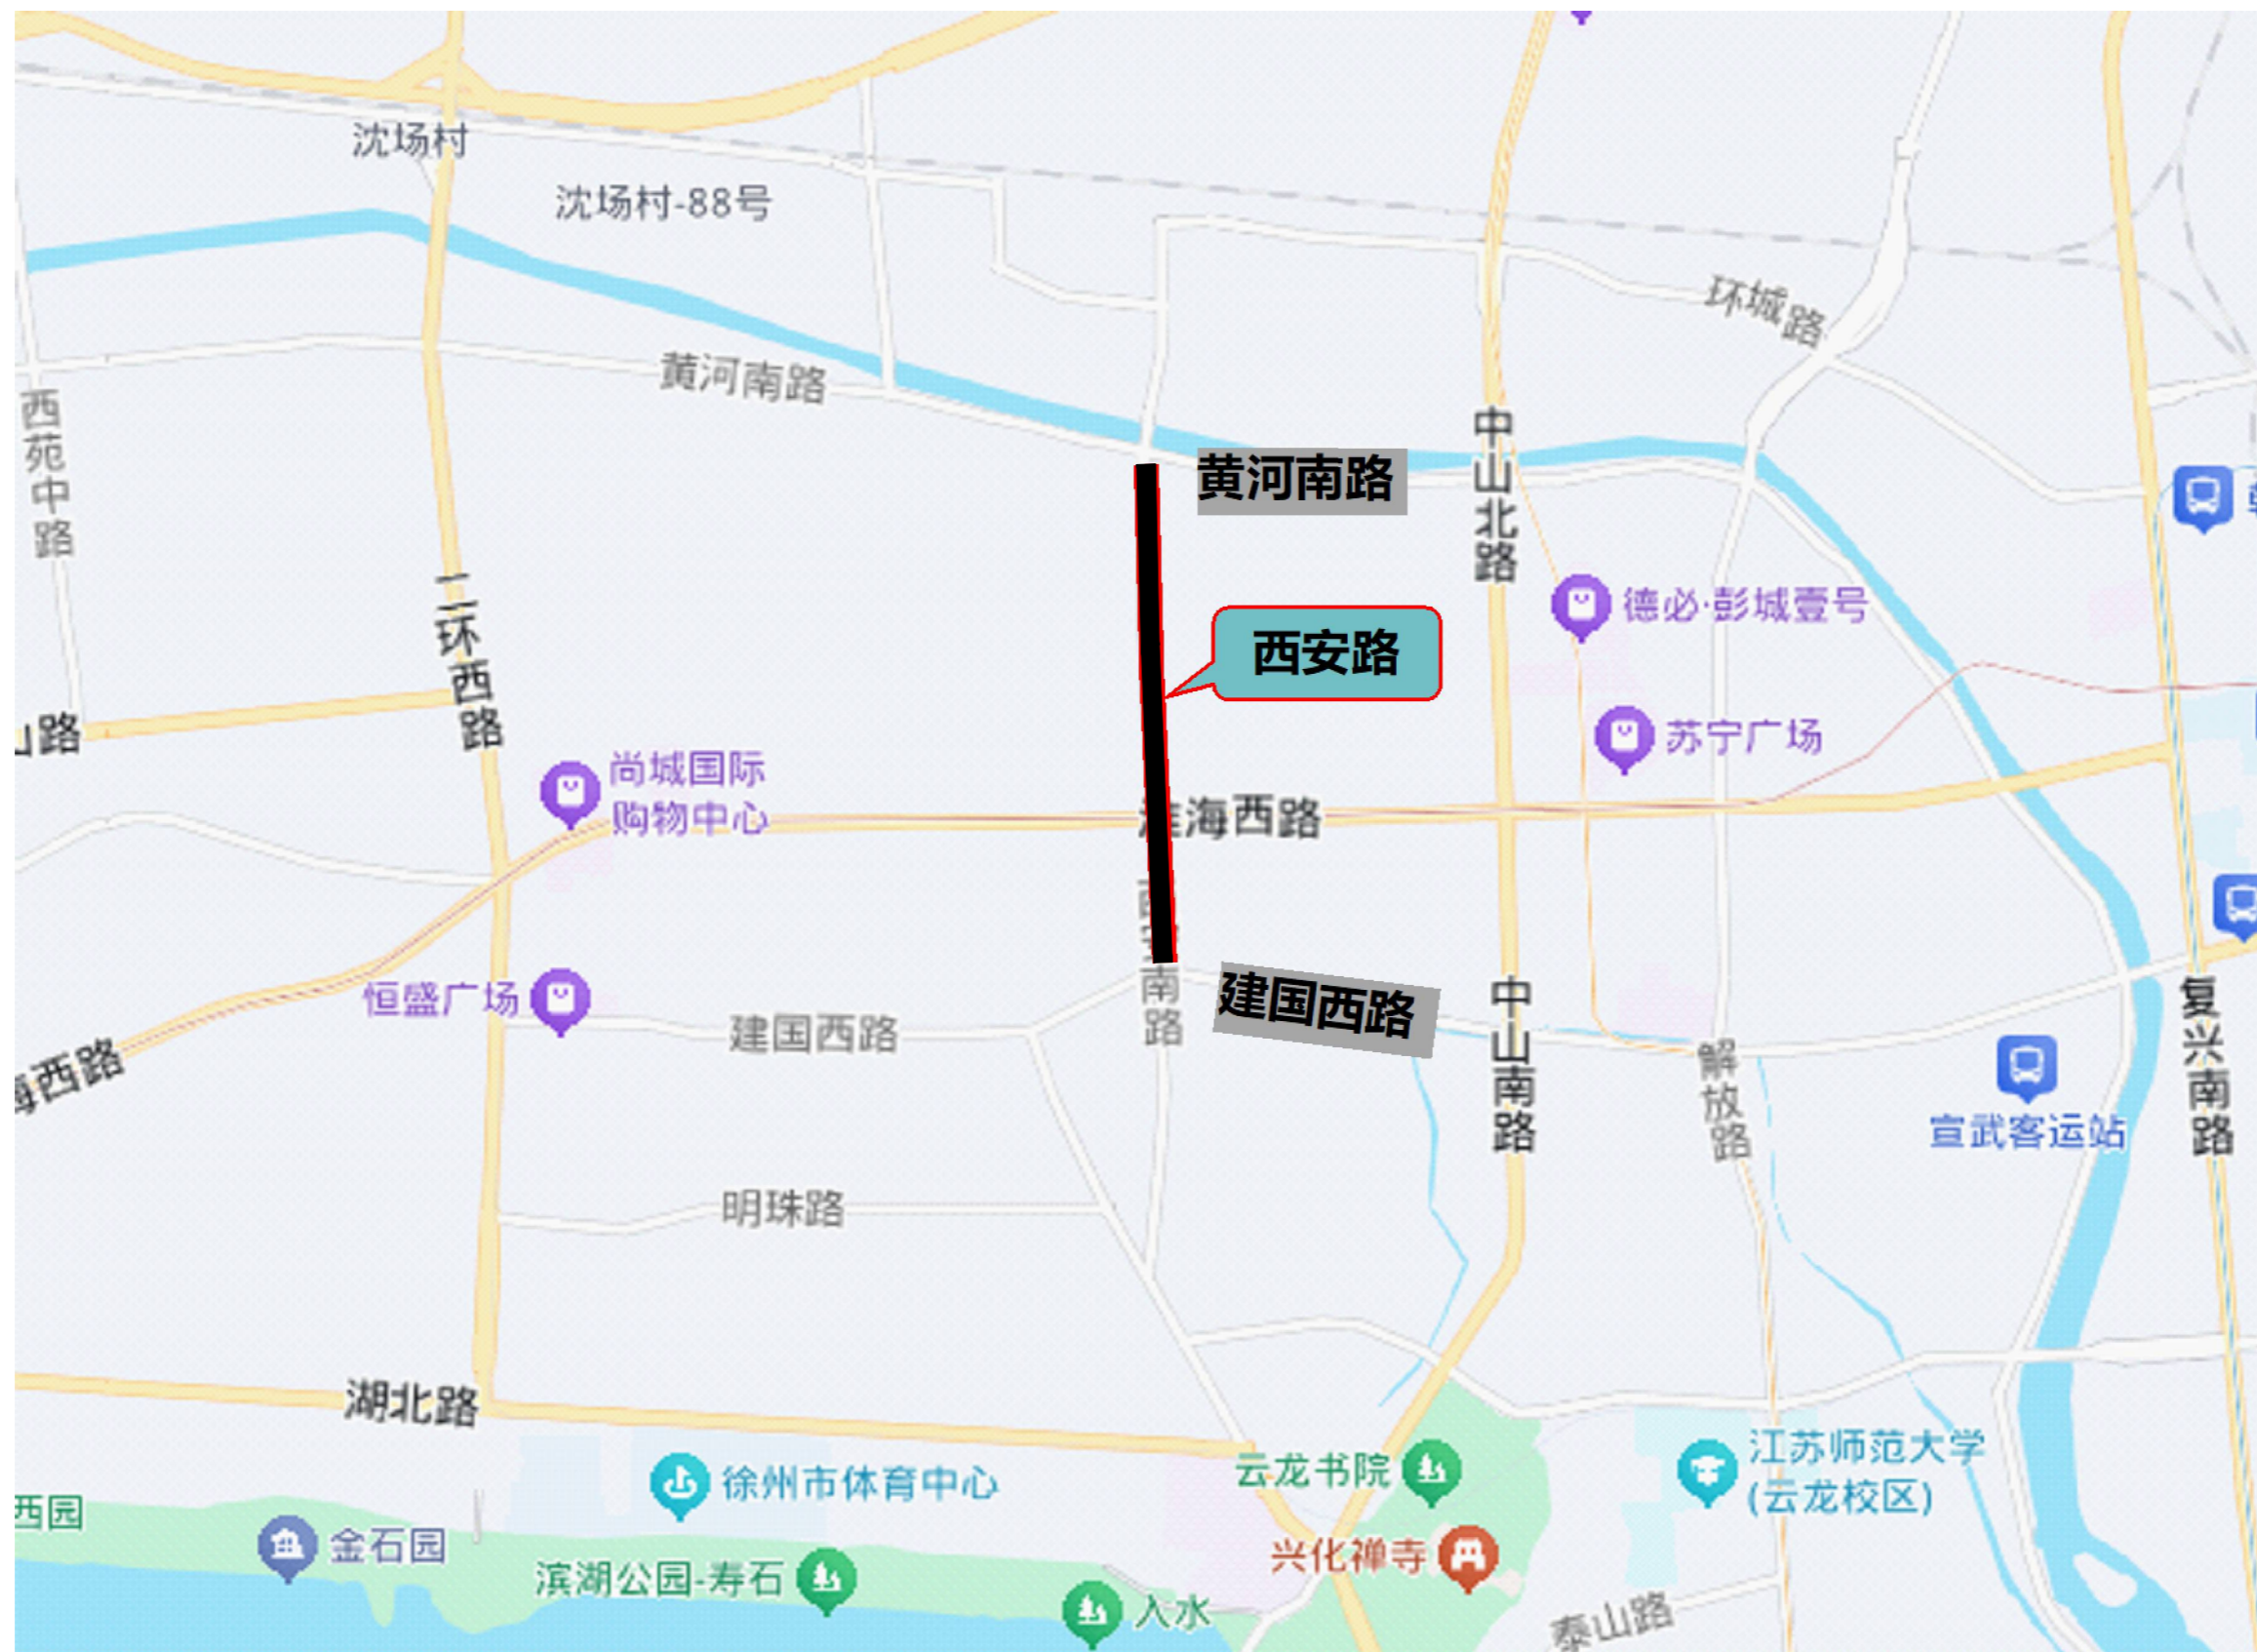 沈场村
沈场村-88号
环城路
黄河南路
西苑中路
中山北路
黄河南路
二环西路
德必·彭城壹号
西安路
山路
苏宁广场
尚城国际
购物中心
淮海西路
恒盛广场
南路
建国西路
建国西路
中山南路
复兴南路
海西路
解放路
宣武客运站
明珠路
湖北路
云龙书院
江苏师范大学
(云龙校区)
徐州市体育中心
西园
金石园
兴化禅寺
滨湖公园-寿石
入水
泰山路